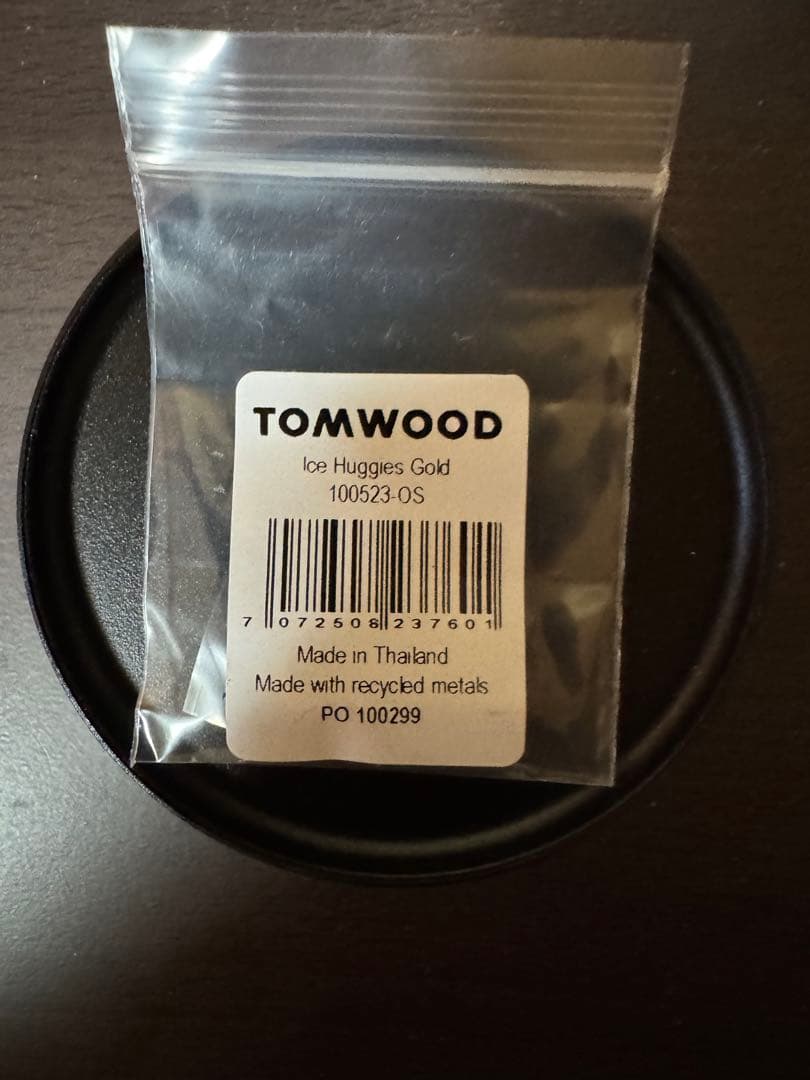 TOMWOOD
Ice Huggies Gold
100523-OS
7 072508 237601
Made in Thailand
Made with recycled metals
PO 100299